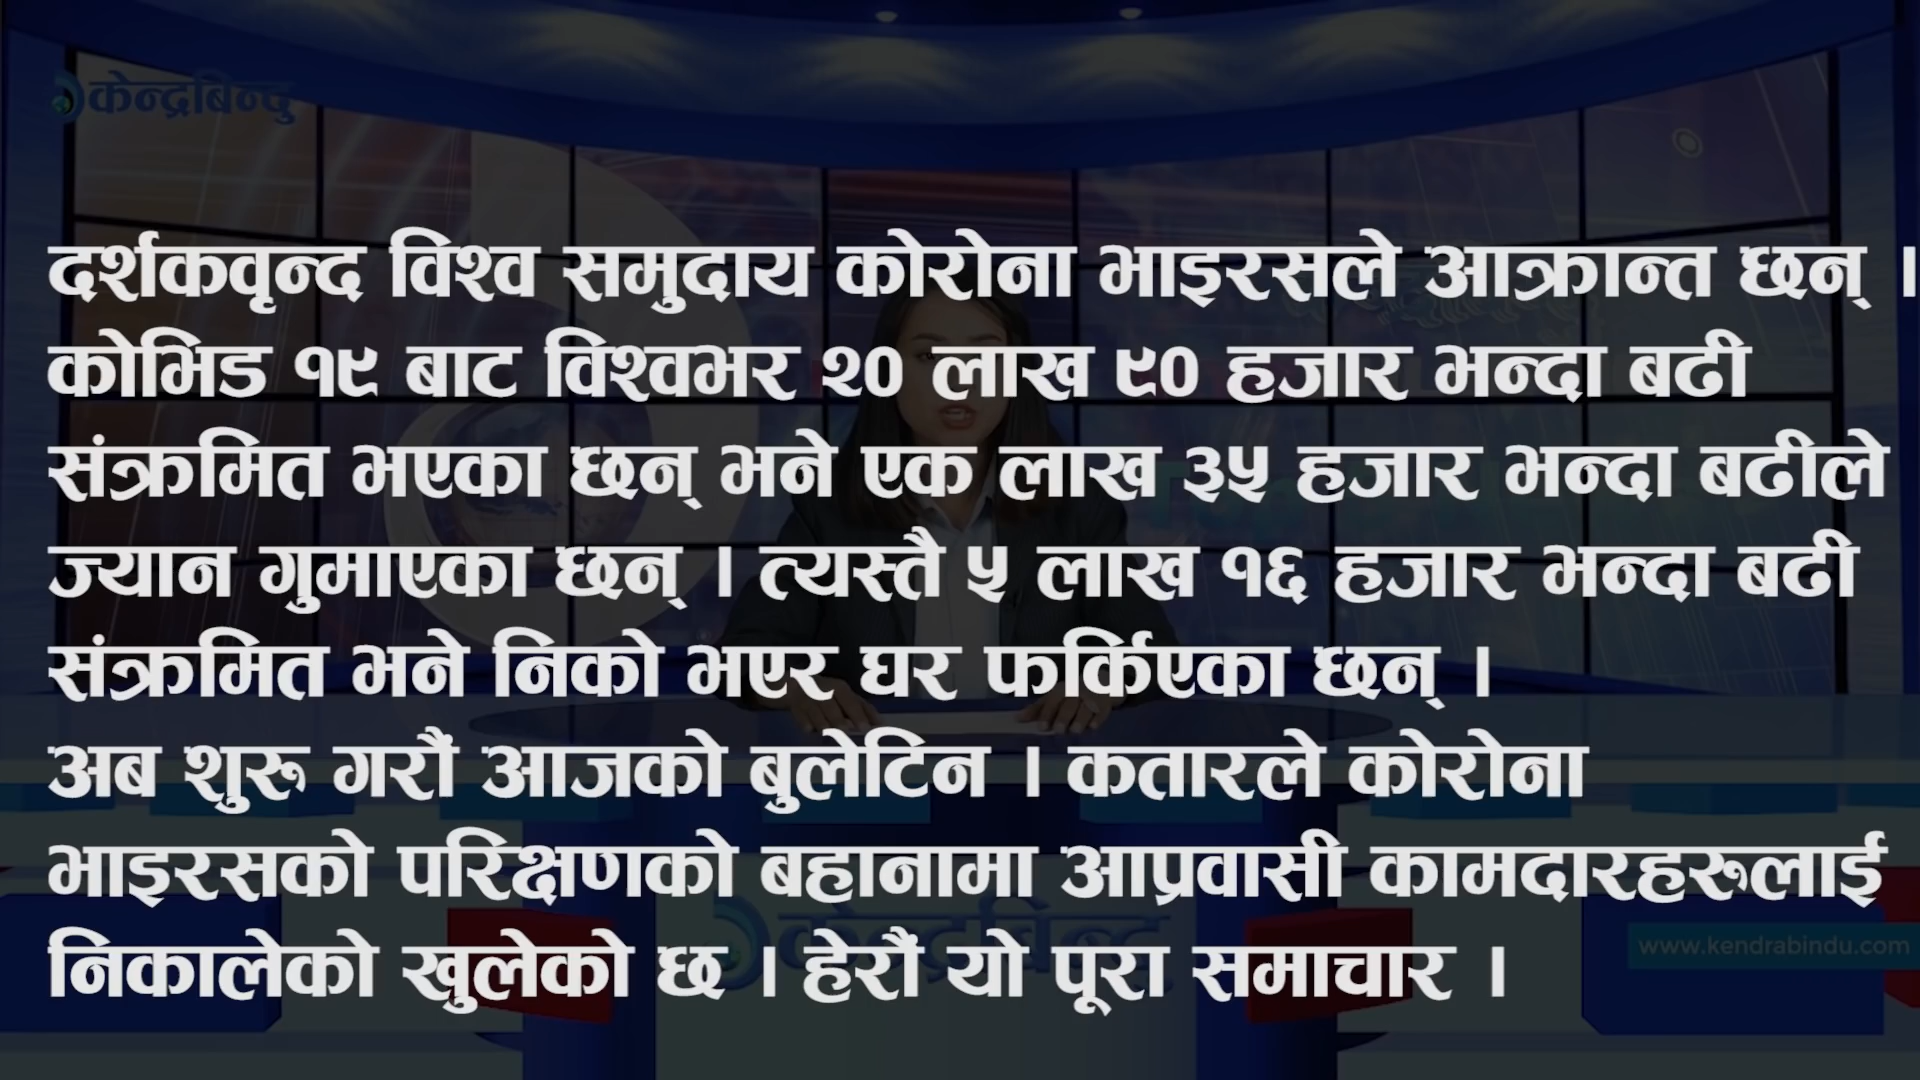 केन्द्रबिन्दु
दर्शकवृन्द विश्व समुदाय कोरोना भाइरसले आक्रान्त छन् ।
कोभिड १९ बाट विश्वभर २० लाख ९० हजार भन्दा बढी
संक्रमित भएका छन् भने एक लाख ३५ हजार भन्दा बढीले
ज्यान गुमाएका छन् । त्यस्तै ५ लाख १६ हजार भन्दा बढी
संक्रमित भने निको भएर घर फर्किएका छन् ।
अब शुरु गरौं आजको बुलेटिन । कतारले कोरोना
भाइरसको परिक्षणको बहानामा आप्रवासी कामदारहरुलाई
निकालेको खुलेको छ । हेरौं यो पूरा समाचार ।
केन्द्रबिन्दु
www.kendrabindu.com